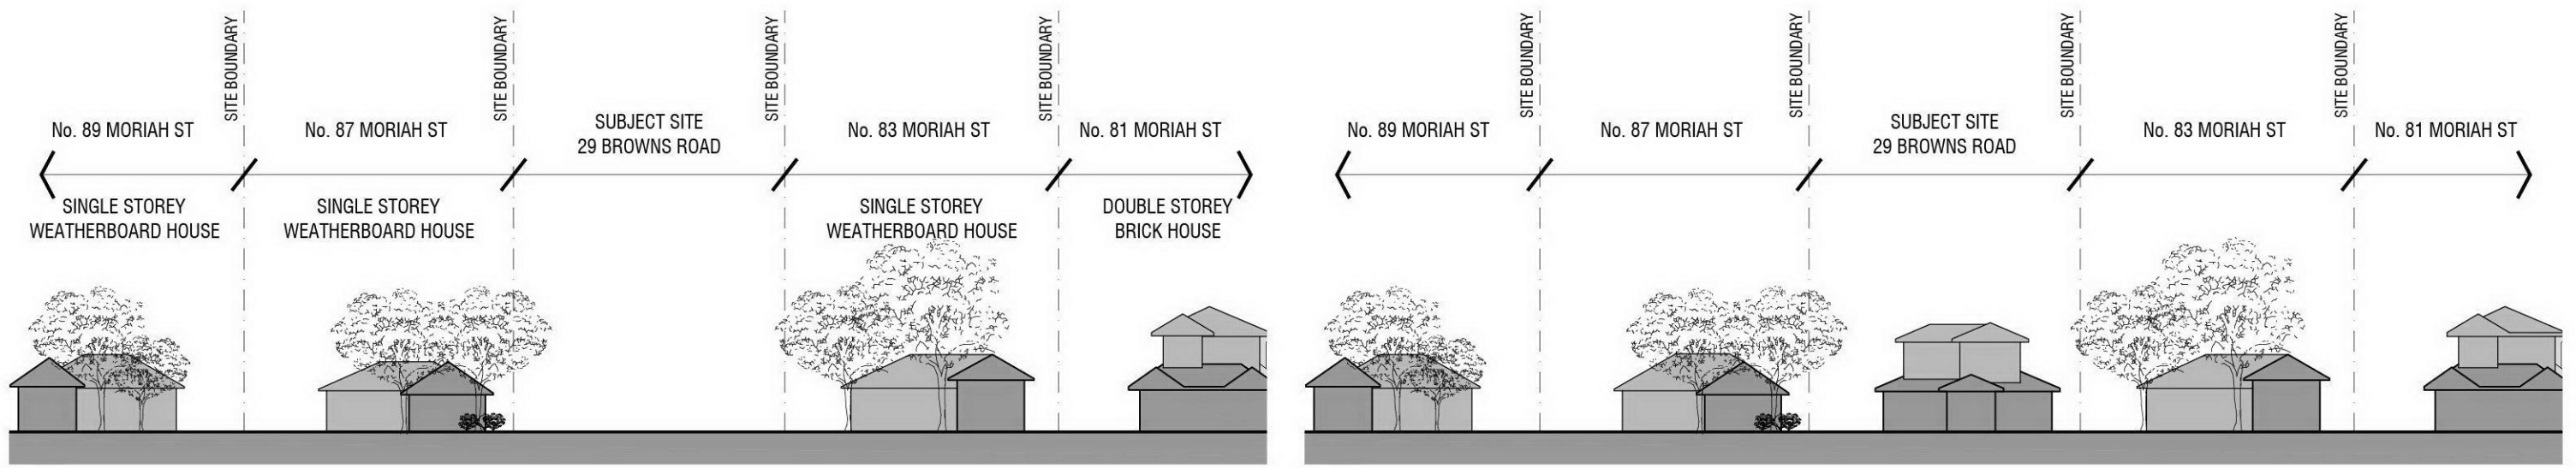 SITE BOUNDARY
SITE BOUNDARY
SITE BOUNDARY
SITE BOUNDARY
No. 89 MORIAH ST
No. 87 MORIAH ST
SUBJECT SITE
29 BROWNS ROAD
No. 83 MORIAH ST
No. 81 MORIAH ST
SINGLE STOREY
WEATHERBOARD HOUSE
SINGLE STOREY
WEATHERBOARD HOUSE
SINGLE STOREY
WEATHERBOARD HOUSE
DOUBLE STOREY
BRICK HOUSE
SITE BOUNDARY
SITE BOUNDARY
SITE BOUNDARY
SITE BOUNDARY
No. 89 MORIAH ST
No. 87 MORIAH ST
SUBJECT SITE
29 BROWNS ROAD
No. 83 MORIAH ST
No. 81 MORIAH ST